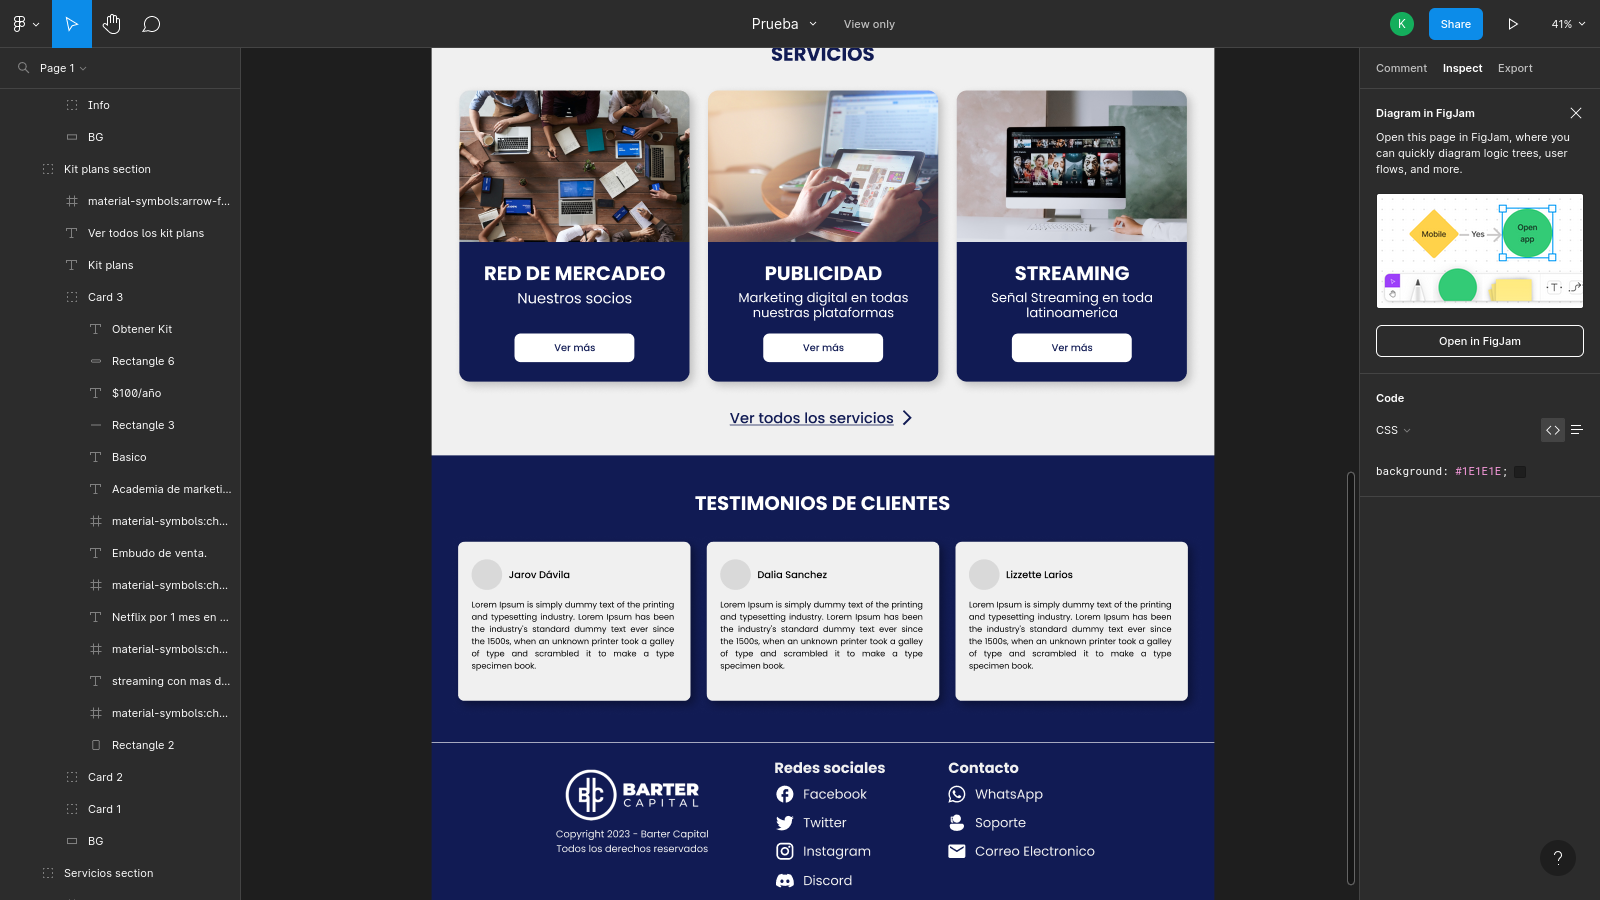 Prueba
View only
K
Share
41%
Page 1
Info
BG
Kit plans section
material-symbols:arrow-f...
Ver todos los kit plans
Kit plans
Card 3
Obtener Kit
Rectangle 6
$100/año
Rectangle 3
Basico
Academia de marketi...
material-symbols:ch...
Embudo de venta.
material-symbols:ch...
Netflix por 1 mes en ...
material-symbols:ch...
streaming con mas d...
material-symbols:ch...
Rectangle 2
Card 2
Card 1
BG
Servicios section
SERVICIOS
RED DE MERCADEO
Nuestros socios
Ver más
PUBLICIDAD
Marketing digital en todas
nuestras plataformas
Ver más
STREAMING
Señal Streaming en toda
latinoamerica
Ver más
Ver todos los servicios
TESTIMONIOS DE CLIENTES
Jarov Dávila
Lorem Ipsum is simply dummy text of the printing
and typesetting industry. Lorem Ipsum has been
the industry's standard dummy text ever since
the 1500s, when an unknown printer took a galley
of type and scrambled it to make a type
specimen book.
Dalia Sanchez
Lorem Ipsum is simply dummy text of the printing
and typesetting industry. Lorem Ipsum has been
the industry's standard dummy text ever since
the 1500s, when an unknown printer took a galley
of type and scrambled it to make a type
specimen book.
Lizzette Larios
Lorem Ipsum is simply dummy text of the printing
and typesetting industry. Lorem Ipsum has been
the industry's standard dummy text ever since
the 1500s, when an unknown printer took a galley
of type and scrambled it to make a type
specimen book.
BARTER
CAPITAL
Copyright 2023 - Barter Capital
Todos los derechos reservados
Redes sociales
Facebook
Twitter
Instagram
Discord
Contacto
WhatsApp
Soporte
Correo Electronico
Comment
Inspect
Export
Diagram in FigJam
Open this page in FigJam, where you
can quickly diagram logic trees, user
flows, and more.
Mobile
Yes
Open
app
T
Open in FigJam
Code
CSS
background: #1E1E1E;
?